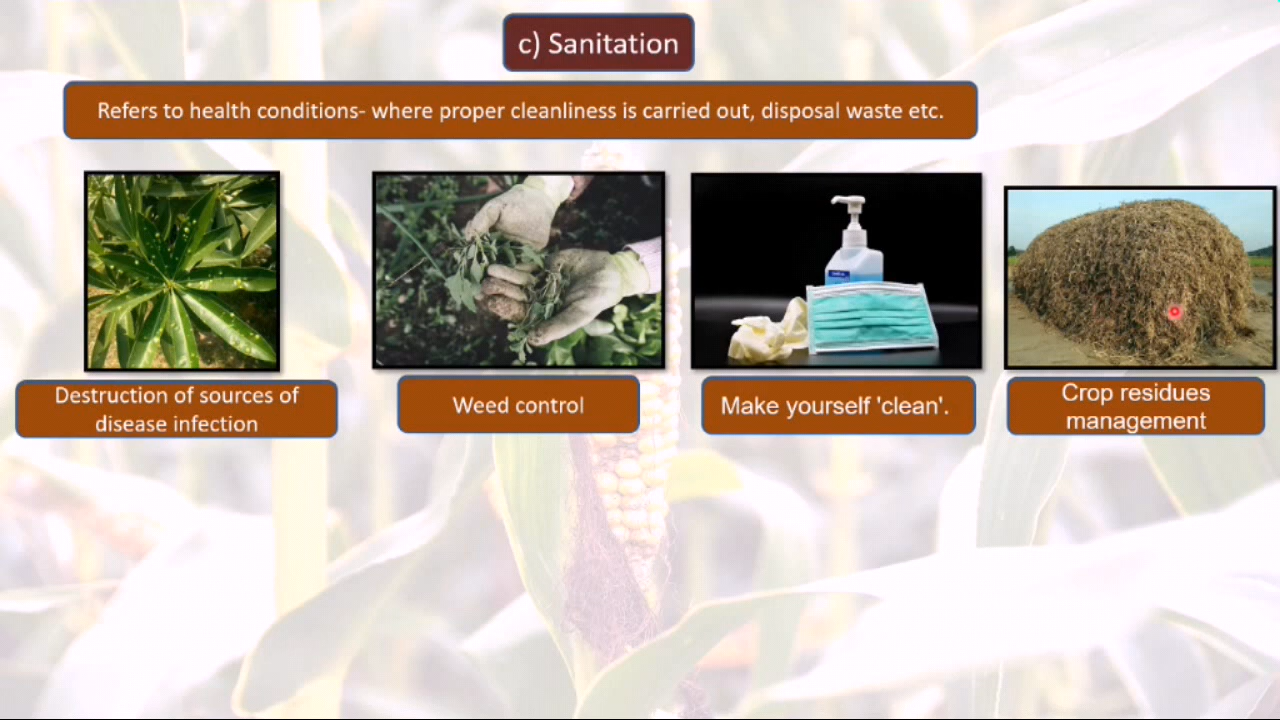 c) Sanitation
Refers to health conditions- where proper cleanliness is carried out, disposal waste etc.
Destruction of sources of
disease infection
Weed control
Make yourself 'clean'.
Crop residues
management